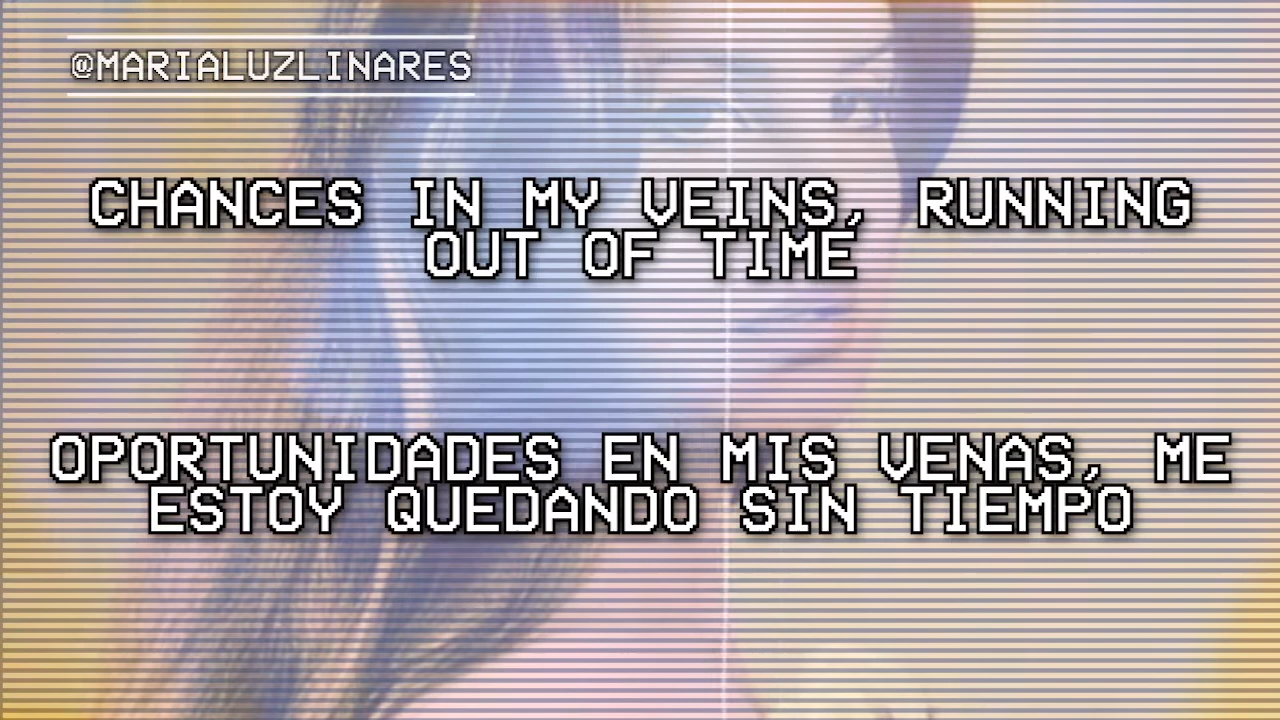 @MARIALUZLINARES
CHANCES IN MY VEINS, RUNNING
OUT OF TIME
OPORTUNIDADES EN MIS VENAS, ME
ESTOY QUEDANDO SIN TIEMPO